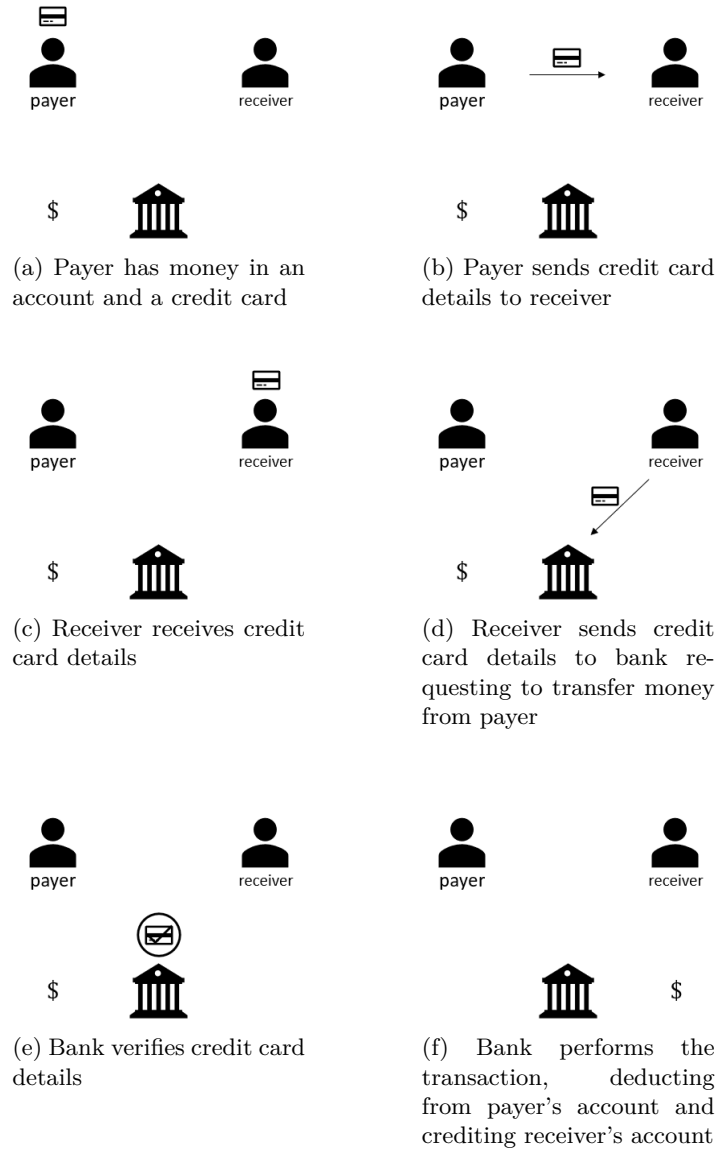 payer
receiver
$
(a) Payer has money in an
account and a credit card
payer
receiver
$
(b) Payer sends credit card
details to receiver
payer
receiver
$
(c) Receiver receives credit
card details
payer
receiver
$
(d) Receiver sends credit
card details to bank re-
questing to transfer money
from payer
payer
receiver
$
(e) Bank verifies credit card
details
payer
receiver
$
(f) Bank performs the
transaction, deducting
from payer's account and
crediting receiver's account